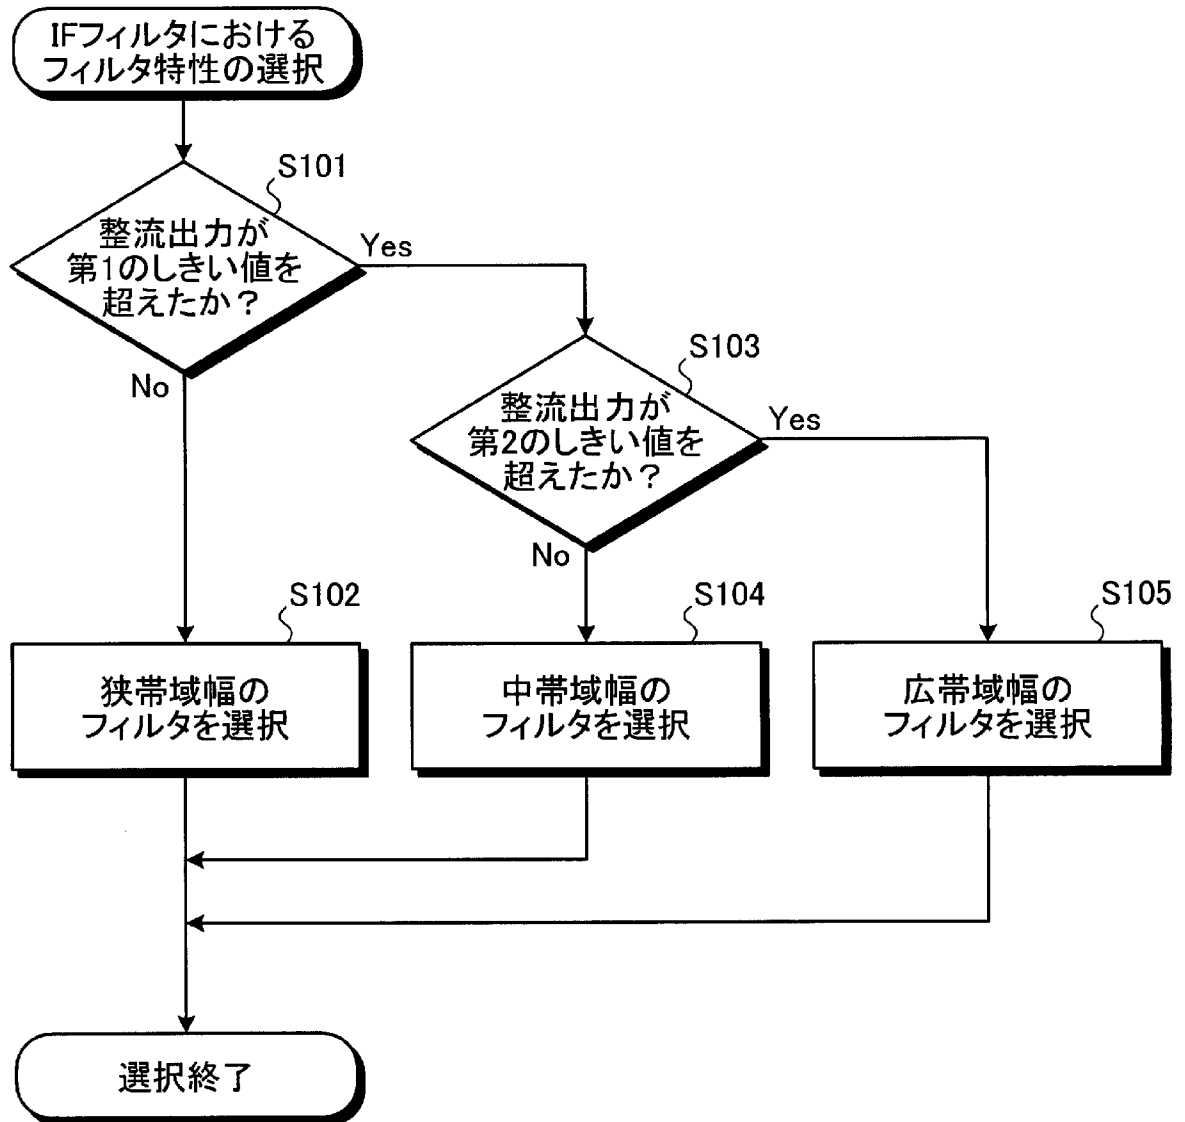 IFフィルタにおける
フィルタ特性の選択
S101
整流出力が
第1のしきい値を
超えたか？
Yes
No
S103
整流出力が
第2のしきい値を
超えたか？
Yes
No
S102
狭帯域幅の
フィルタを選択
S104
中帯域幅の
フィルタを選択
S105
広帯域幅の
フィルタを選択
選択終了